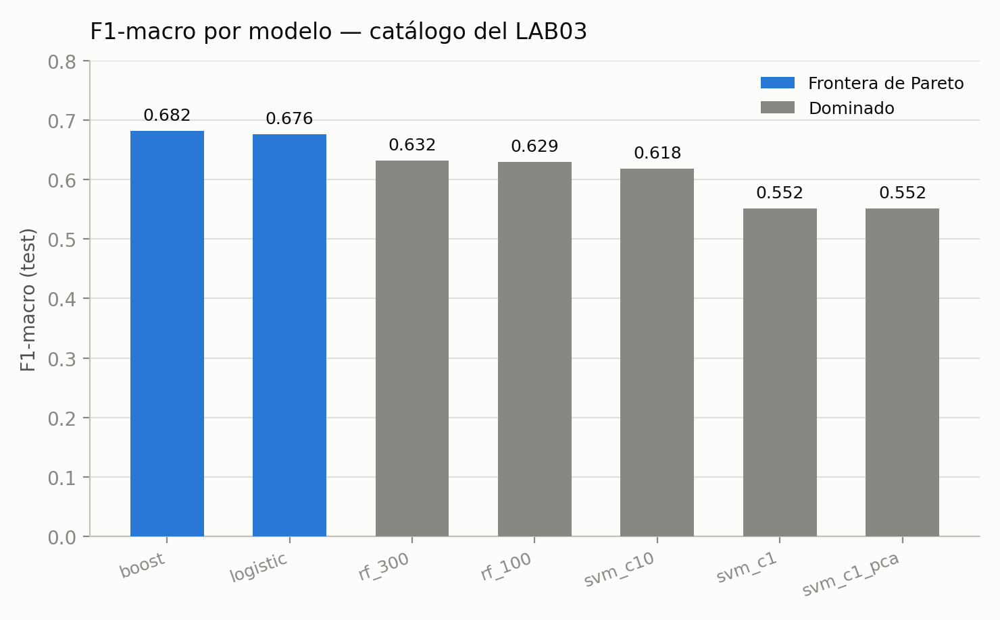 F1-macro por modelo — catálogo del LAB03
Frontera de Pareto
Dominado
F1-macro (test)
0.8
0.7
0.6
0.5
0.4
0.3
0.2
0.1
0.0
0.682
0.676
0.632
0.629
0.618
0.552
0.552
boost
logistic
rf_300
rf_100
svm_c10
svm_c1
svm_c1_pca